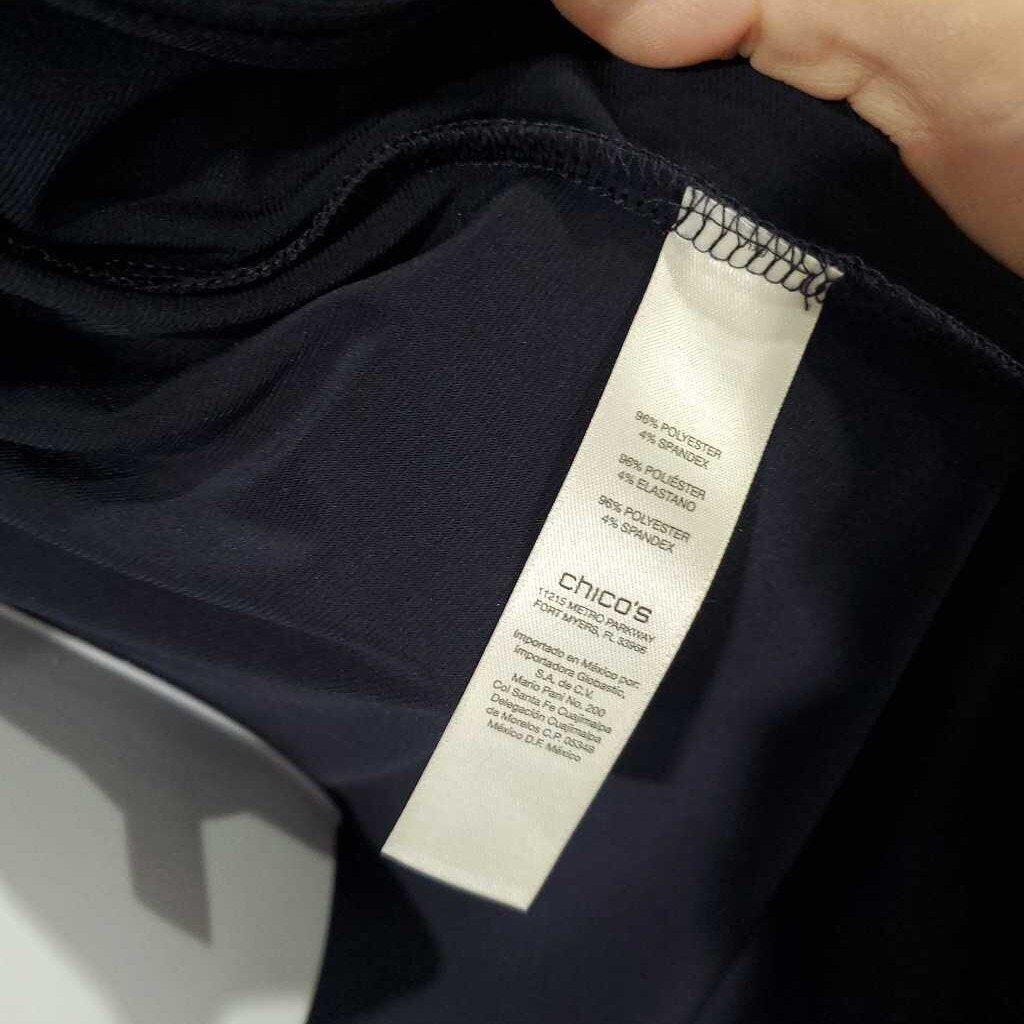 96% POLYESTER
4% SPANDEX
96% POLIÉSTER
4% ELASTANO
96% POLYESTER
4% SPANDEX
chico's
11215 METRO PARKWAY
FORT MYERS, FL 33966
Importado en México por:
Importadora Globastic,
S.A. de C.V.
Mario Pani No. 200
Col Santa Fe Cuajimalpa
Delegación Cuajimalpa
de Morelos C.P. 05348
México D.F. México